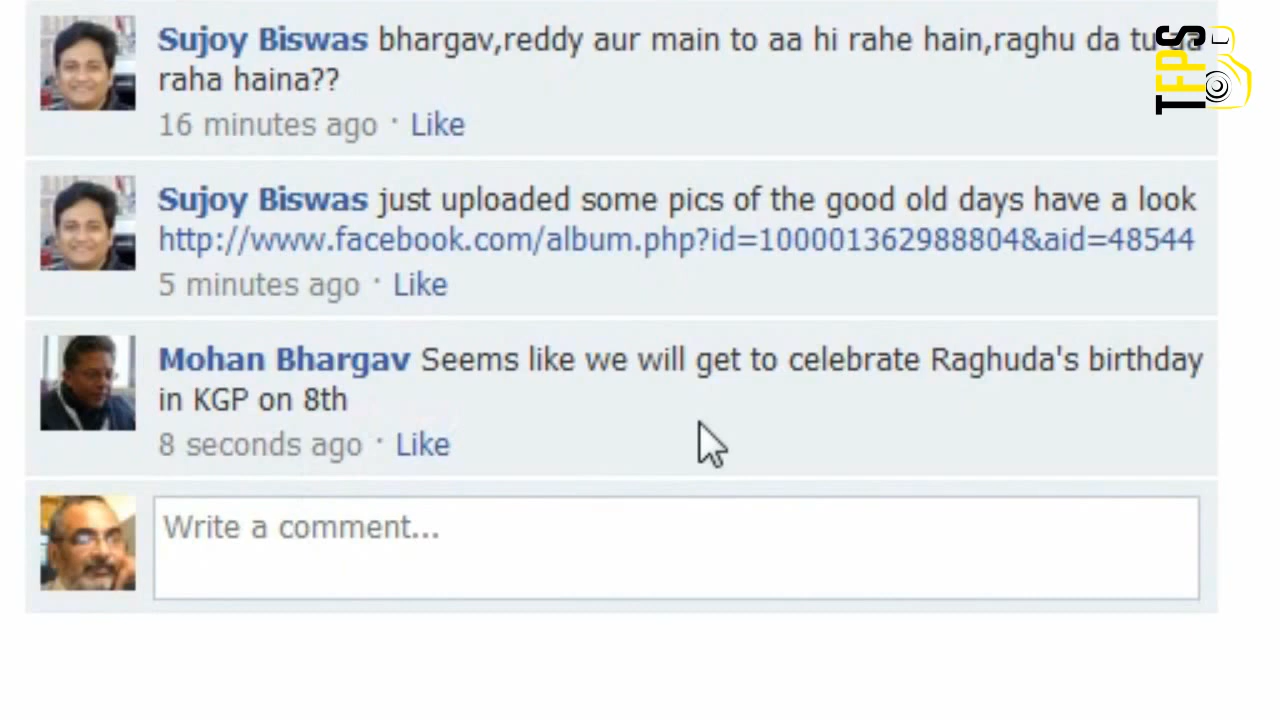 Sujoy Biswas bhargav,reddy aur main to aa hi rahe hain,raghu da tu
raha haina??
16 minutes ago · Like
Sujoy Biswas just uploaded some pics of the good old days have a look
http://www.facebook.com/album.php?id=100001362988804&aid=48544
5 minutes ago · Like
Mohan Bhargav Seems like we will get to celebrate Raghuda's birthday
in KGP on 8th
8 seconds ago · Like
Write a comment...
TFPS